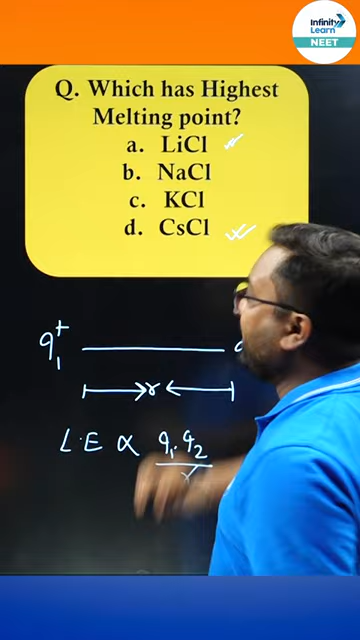 Infinity
Learn
NEET
Q. Which has Highest
Melting point?
a. LiCl
b. NaCl
c. KCl
d. CsCl
q₁⁺
r
L.E ∝ q₁.q₂
r